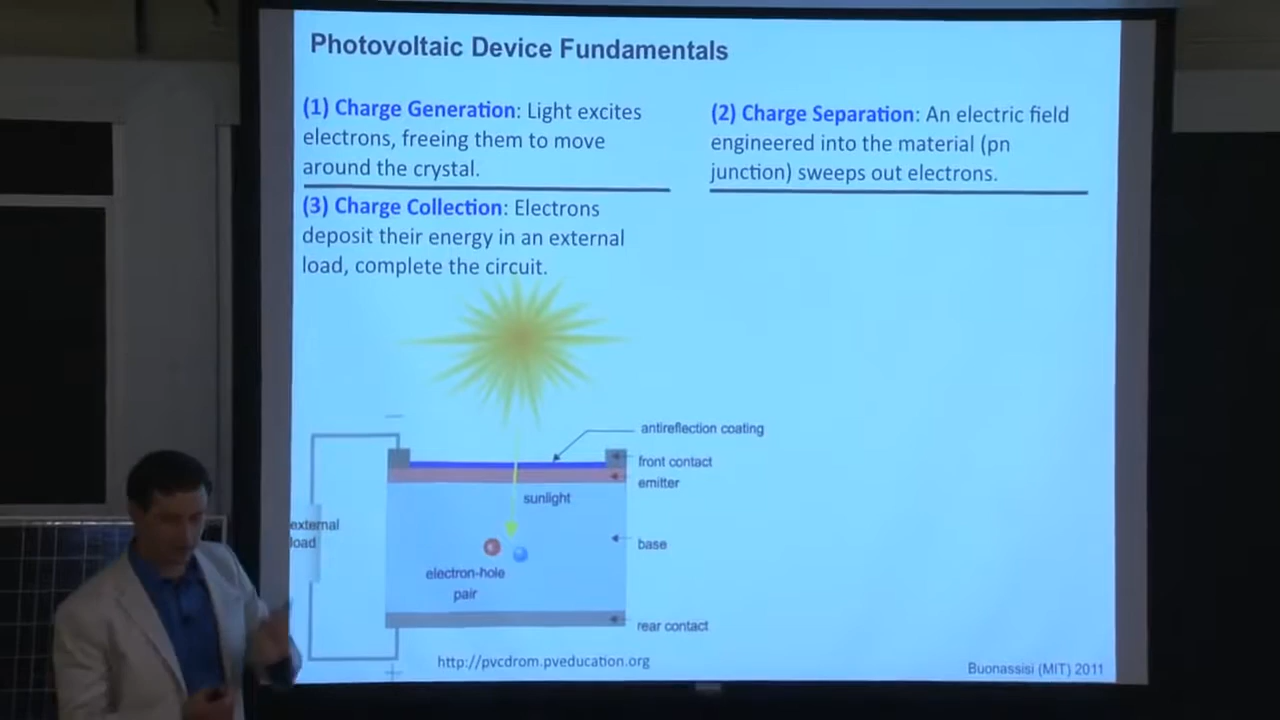 Photovoltaic Device Fundamentals
(1) Charge Generation: Light excites
electrons, freeing them to move
around the crystal.
(2) Charge Separation: An electric field
engineered into the material (pn
junction) sweeps out electrons.
(3) Charge Collection: Electrons
deposit their energy in an external
load, complete the circuit.
antireflection coating
front contact
emitter
sunlight
external
load
base
electron-hole
pair
rear contact
http://pvcdrom.pveducation.org
Buonassisi (MIT) 2011